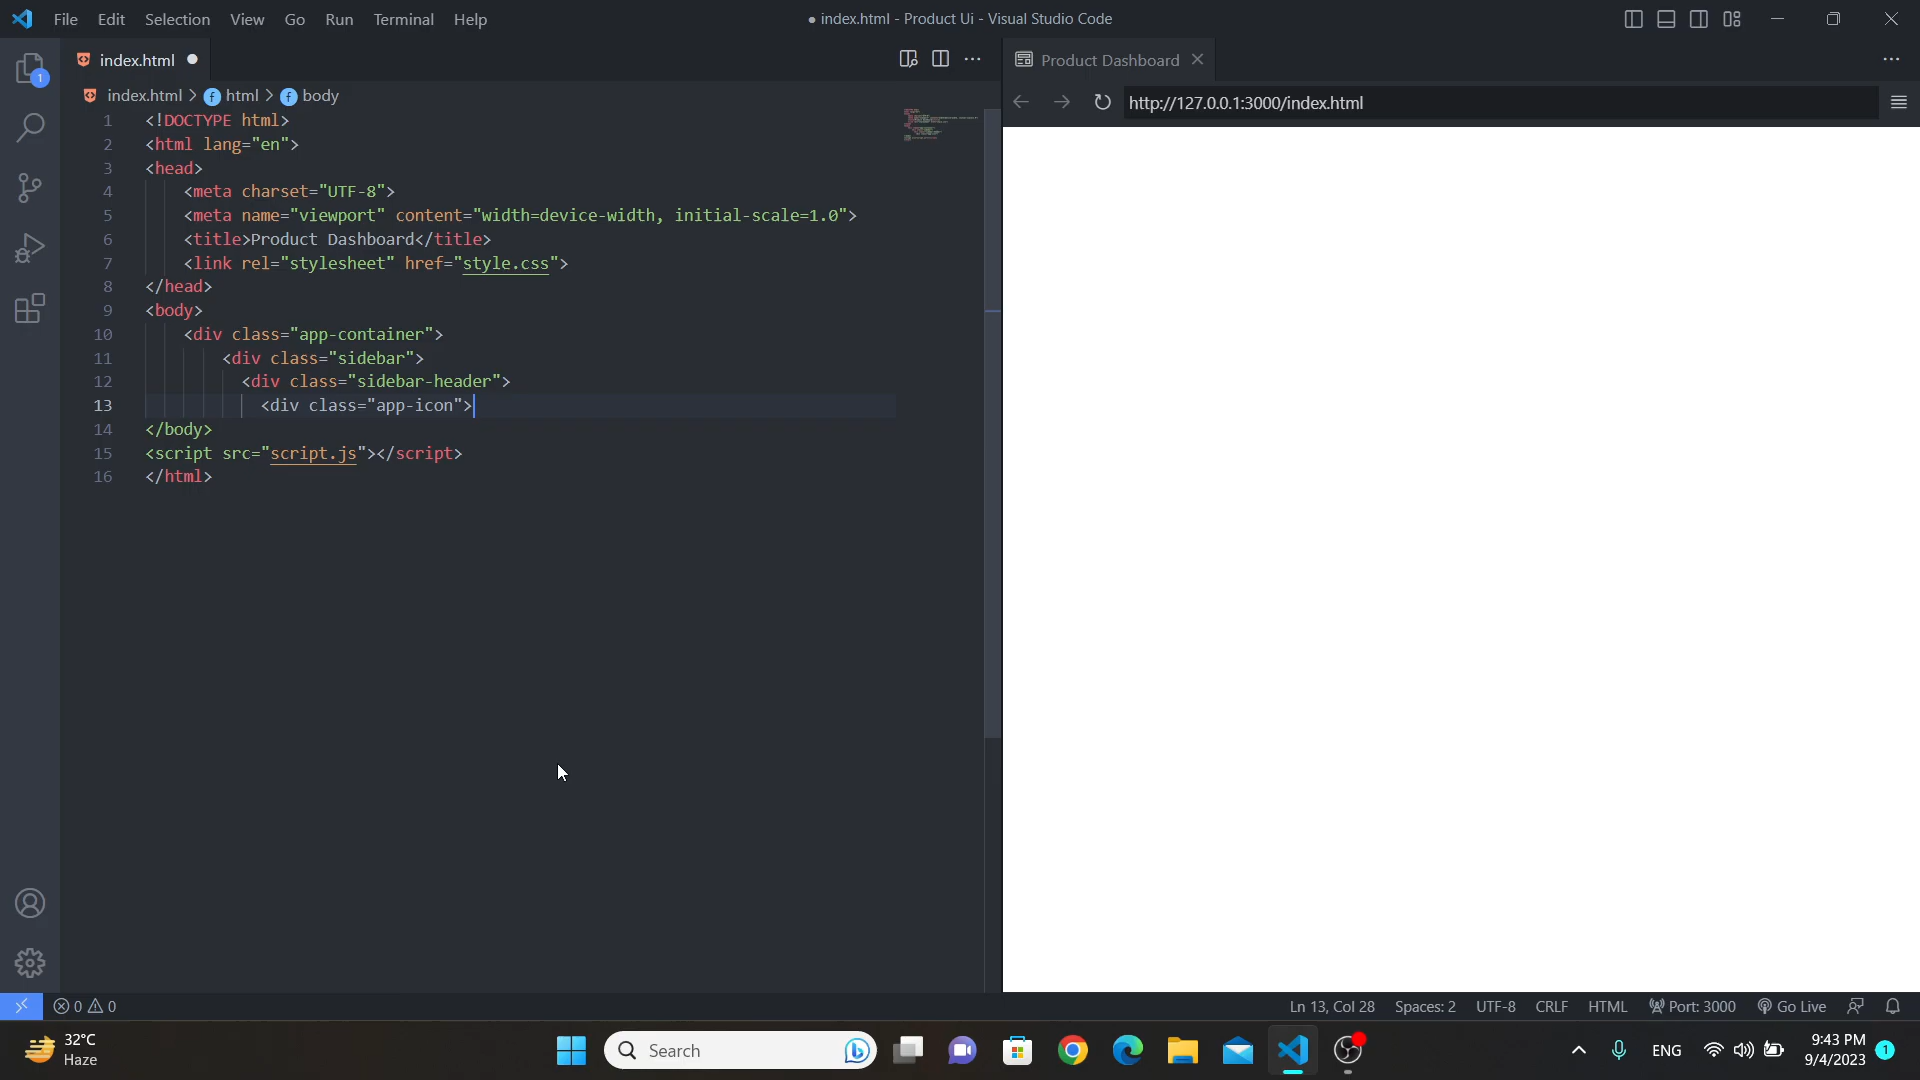 File Edit Selection View Go Run Terminal Help
● index.html - Product Ui - Visual Studio Code
index.html ●
Product Dashboard
1
index.html > html > body
http://127.0.0.1:3000/index.html
1 <!DOCTYPE html>
2 <html lang="en">
3 <head>
4 <meta charset="UTF-8">
5 <meta name="viewport" content="width=device-width, initial-scale=1.0">
6 <title>Product Dashboard</title>
7 <link rel="stylesheet" href="style.css">
8 </head>
9 <body>
10 <div class="app-container">
11 <div class="sidebar">
12 <div class="sidebar-header">
13 <div class="app-icon">
14 </body>
15 <script src="script.js"></script>
16 </html>
0 0
Ln 13, Col 28 Spaces: 2 UTF-8 CRLF HTML Port: 3000 Go Live
32°C
Haze
Search
ENG
9:43 PM
9/4/2023
1